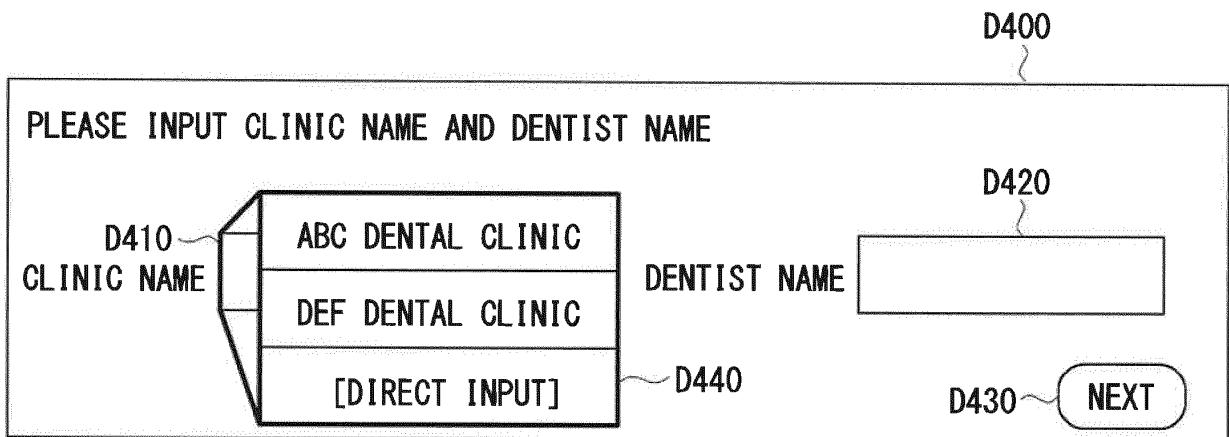 D400
PLEASE INPUT CLINIC NAME AND DENTIST NAME
D420
D410
ABC DENTAL CLINIC
CLINIC NAME
DENTIST NAME
DEF DENTAL CLINIC
[DIRECT INPUT]
D440
D430
NEXT